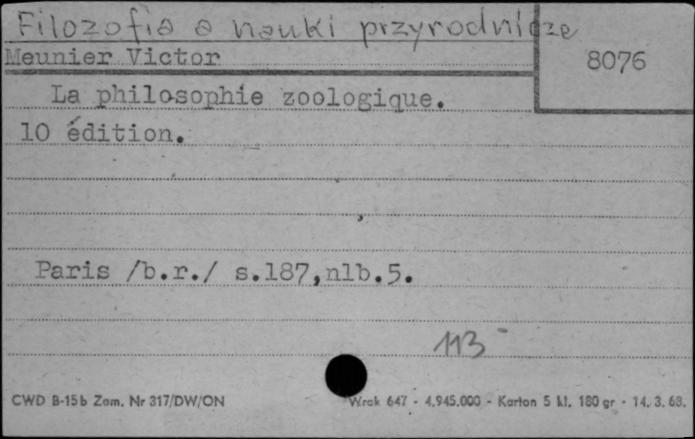 Filozofia a nauki przyrodnicze
Meunier Victor
8076
La philosophie zoologique.
10 édition.
Paris /b.r./ s.187,nlb.5.
113
CWD B-15b Zam. Nr 317/DW/ON
Wrak 647 - 4.945.000 - Karton 5 kl. 180 gr - 14. 3. 68.